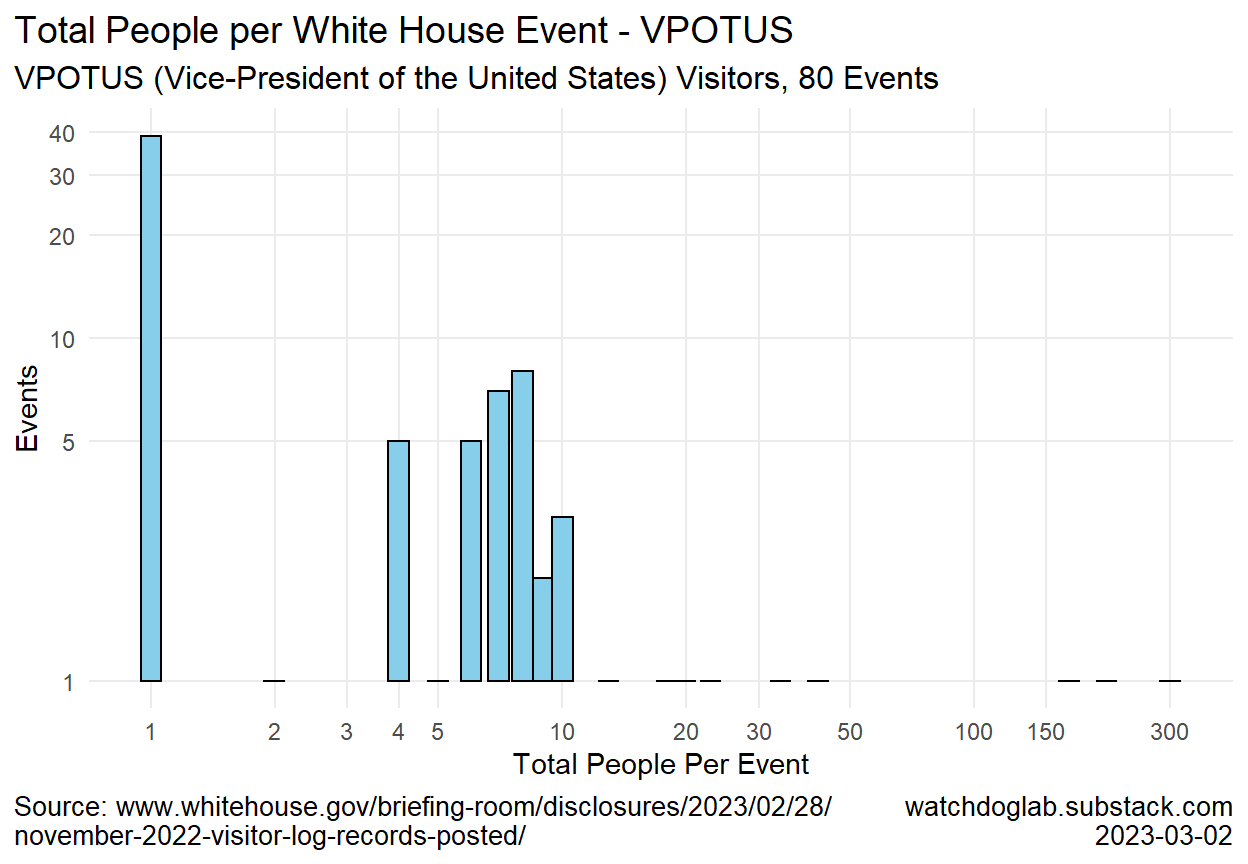 Total People per White House Event - VPOTUS
VPOTUS (Vice-President of the United States) Visitors, 80 Events
40
30
20
10
5
1
Events
1 2 3 4 5 10 20 30 50 100 150 300
Total People Per Event
Source: www.whitehouse.gov/briefing-room/disclosures/2023/02/28/
november-2022-visitor-log-records-posted/
watchdoglab.substack.com
2023-03-02